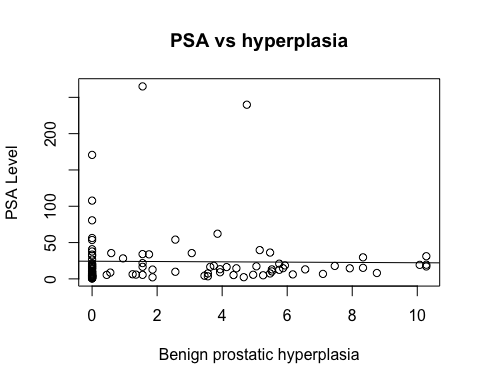 PSA vs hyperplasia
PSA Level
200
100
50
0
0 2 4 6 8 10
Benign prostatic hyperplasia